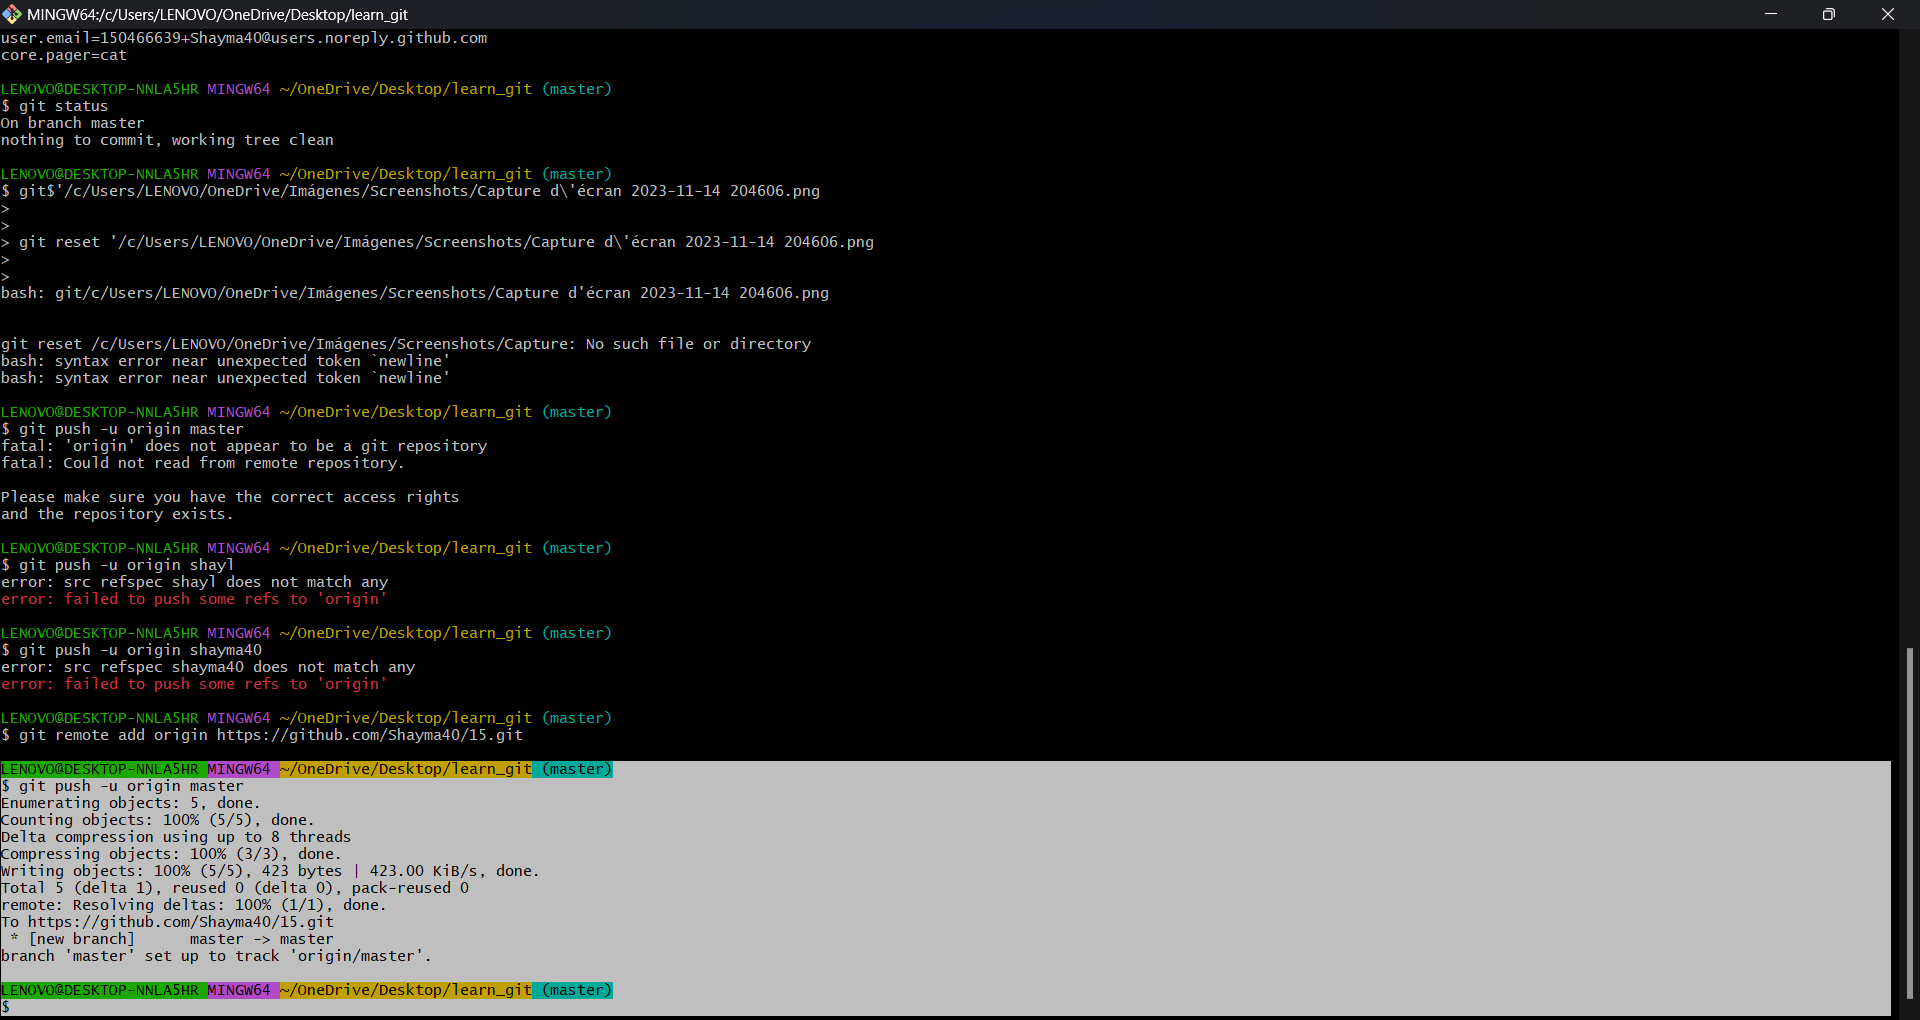 MINGW64:/c/Users/LENOVO/OneDrive/Desktop/learn_git
user.email=150466639+Shayma40@users.noreply.github.com
core.pager=cat
LENOVO@DESKTOP-NNLA5HR MINGW64 ~/OneDrive/Desktop/learn_git (master)
$ git status
On branch master
nothing to commit, working tree clean
LENOVO@DESKTOP-NNLA5HR MINGW64 ~/OneDrive/Desktop/learn_git (master)
$ git$'/c/Users/LENOVO/OneDrive/Imágenes/Screenshots/Capture d\'écran 2023-11-14 204606.png
>
>
> git reset '/c/Users/LENOVO/OneDrive/Imágenes/Screenshots/Capture d\'écran 2023-11-14 204606.png
>
>
bash: git/c/Users/LENOVO/OneDrive/Imágenes/Screenshots/Capture d'écran 2023-11-14 204606.png
git reset /c/Users/LENOVO/OneDrive/Imágenes/Screenshots/Capture: No such file or directory
bash: syntax error near unexpected token `newline'
bash: syntax error near unexpected token `newline'
LENOVO@DESKTOP-NNLA5HR MINGW64 ~/OneDrive/Desktop/learn_git (master)
$ git push -u origin master
fatal: 'origin' does not appear to be a git repository
fatal: Could not read from remote repository.
Please make sure you have the correct access rights
and the repository exists.
LENOVO@DESKTOP-NNLA5HR MINGW64 ~/OneDrive/Desktop/learn_git (master)
$ git push -u origin shayl
error: src refspec shayl does not match any
error: failed to push some refs to 'origin'
LENOVO@DESKTOP-NNLA5HR MINGW64 ~/OneDrive/Desktop/learn_git (master)
$ git push -u origin shayma40
error: src refspec shayma40 does not match any
error: failed to push some refs to 'origin'
LENOVO@DESKTOP-NNLA5HR MINGW64 ~/OneDrive/Desktop/learn_git (master)
$ git remote add origin https://github.com/Shayma40/15.git
LENOVO@DESKTOP-NNLA5HR MINGW64 ~/OneDrive/Desktop/learn_git (master)
$ git push -u origin master
Enumerating objects: 5, done.
Counting objects: 100% (5/5), done.
Delta compression using up to 8 threads
Compressing objects: 100% (3/3), done.
Writing objects: 100% (5/5), 423 bytes | 423.00 KiB/s, done.
Total 5 (delta 1), reused 0 (delta 0), pack-reused 0
remote: Resolving deltas: 100% (1/1), done.
To https://github.com/Shayma40/15.git
 * [new branch]      master -> master
branch 'master' set up to track 'origin/master'.
LENOVO@DESKTOP-NNLA5HR MINGW64 ~/OneDrive/Desktop/learn_git (master)
$